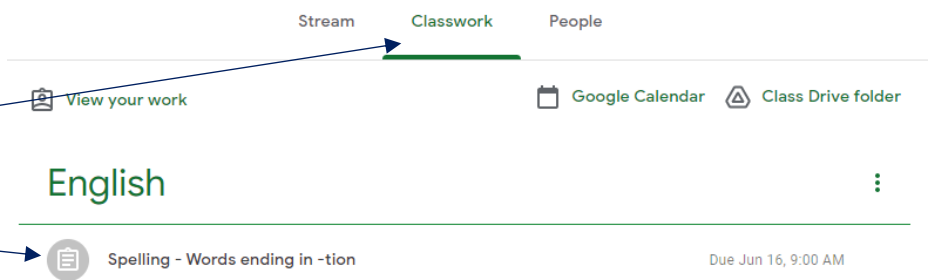 Stream Classwork People
View your work Google Calendar Class Drive folder
English
Spelling - Words ending in -tion Due Jun 16, 9:00 AM